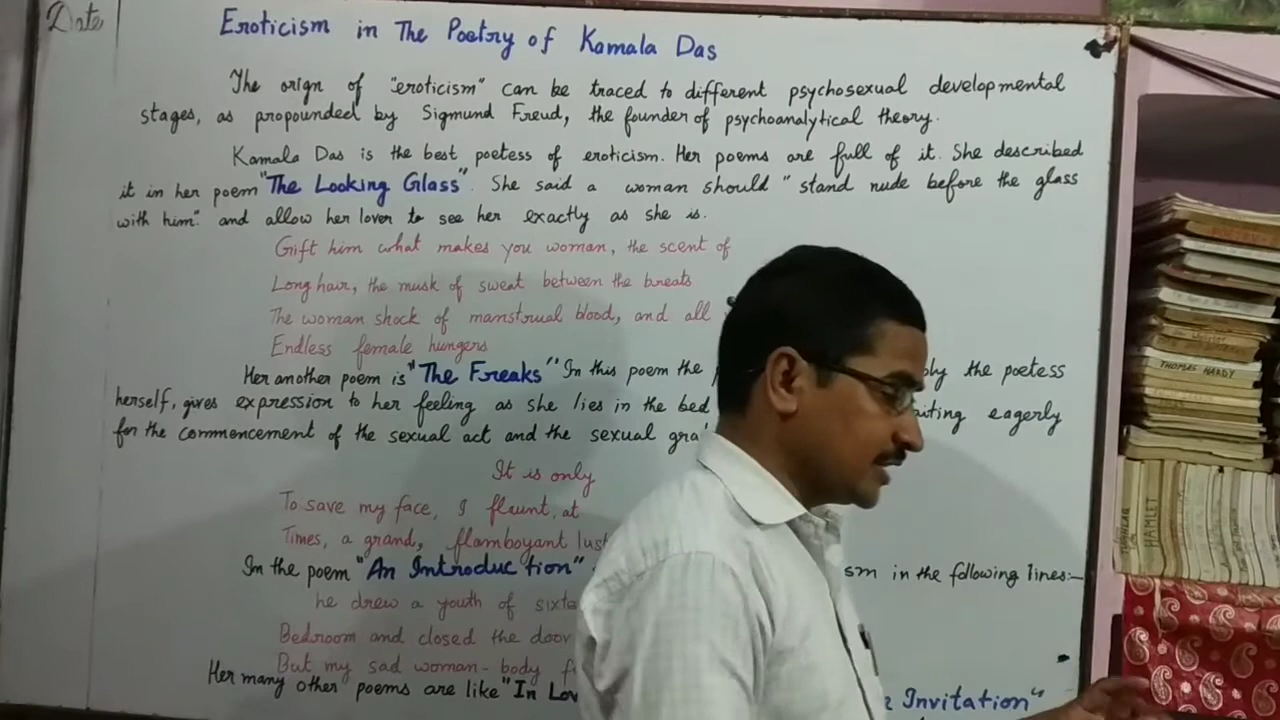 Date
Eroticism in The Poetry of Kamala Das
The orign of "eroticism" can be traced to different psychosexual developmental
stages, as propounded by Sigmund Freud, the founder of psychoanalytical theory.
Kamala Das is the best poetess of eroticism. Her poems are full of it. She described
it in her poem "The Looking Glass". She said a woman should "stand nude before the glass
with him." and allow her lover to see her exactly as she is.
Gift him what makes you woman, the scent of
Long hair, the musk of sweat between the breats
The woman shock of manstrual blood, and all
Endless female hungers
Her another poem is "The Freaks" In this poem the the poetess
herself, gives expression to her feeling as she lies in the bed eagerly
for the commencement of the sexual act and the sexual
It is only
To save my face, I flaunt, at
Times, a grand, flamboyant lust
In the poem "An Introduction" in the following lines:-
he drew a youth of
Bedroom and closed the door
But my sad woman-body
Her many other poems are like "In Invitation"
THOMAS HARDY
HAMLET